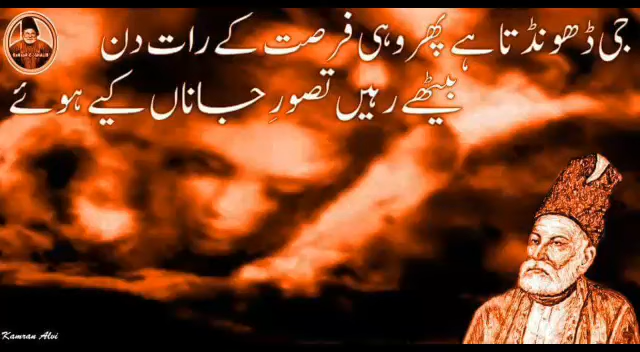 جی ڈھونڈتا ہے پھر وہی فرصت کے رات دن
بیٹھے رہیں تصورِ جاناں کیے ہوئے
Kamran Alvi